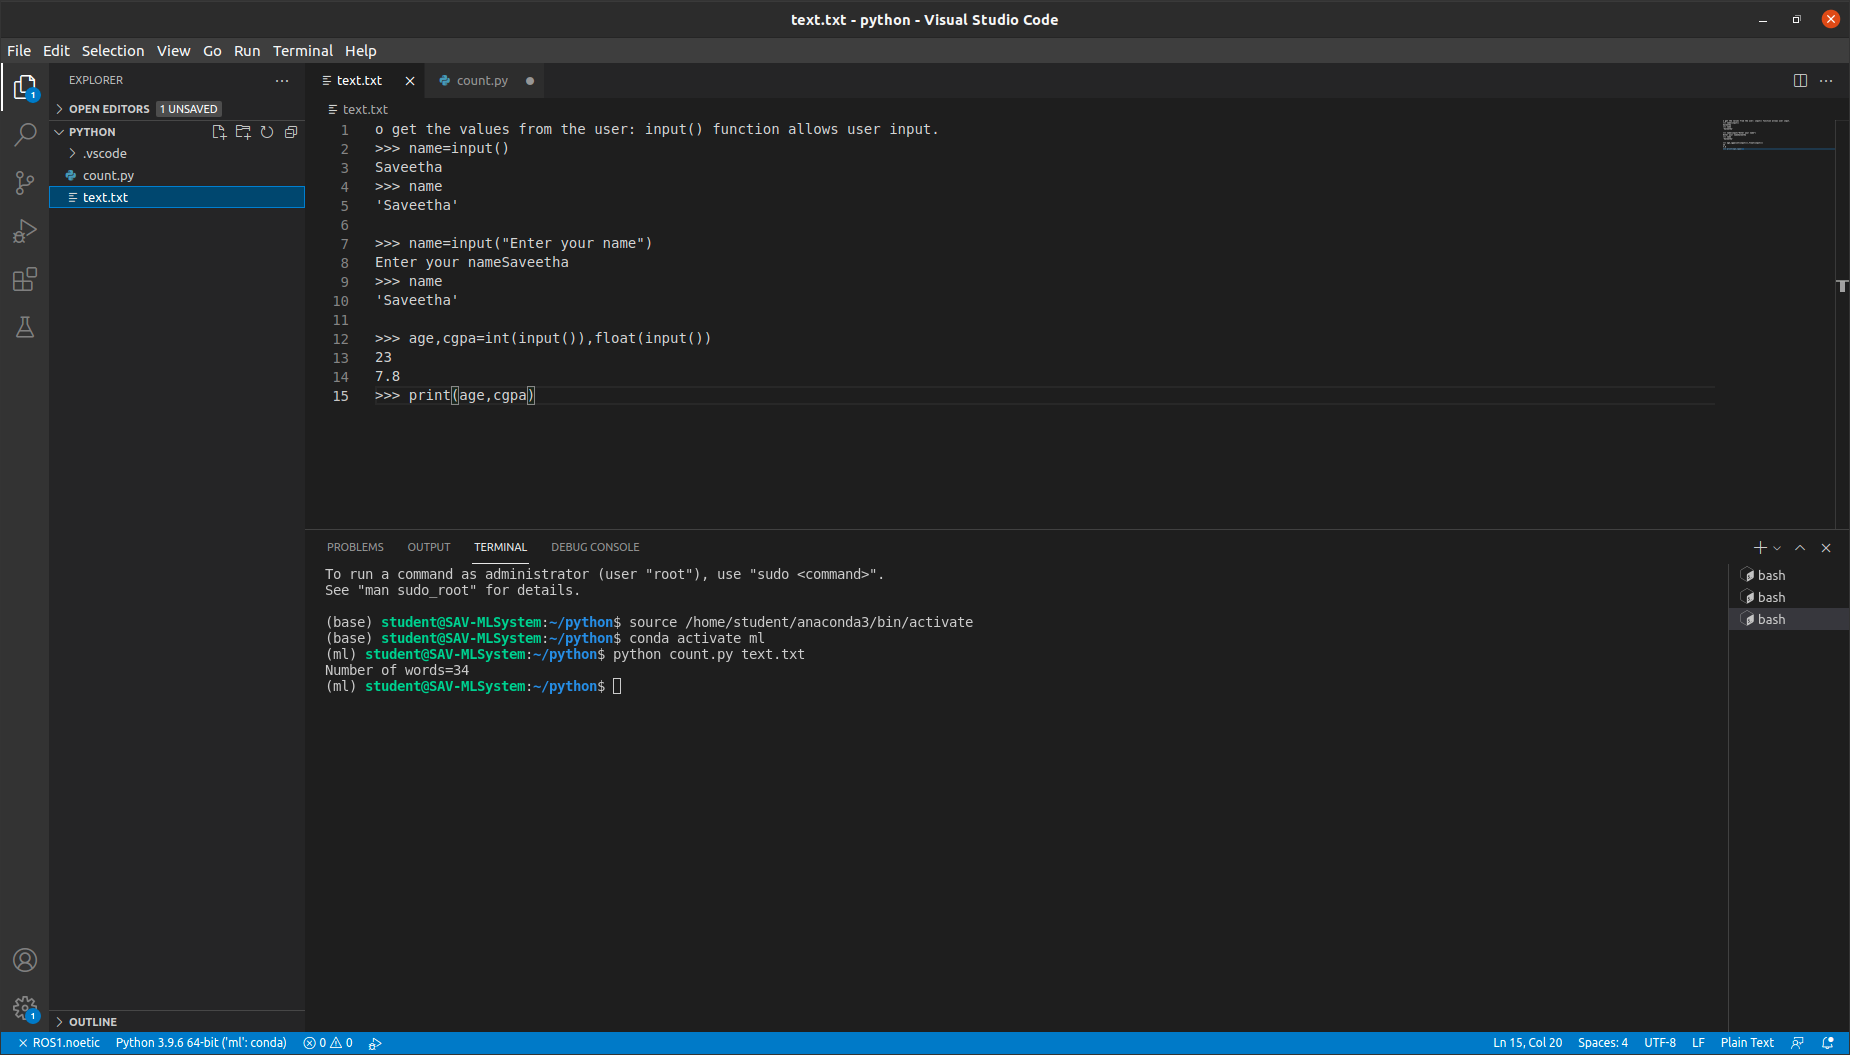 text.txt - python - Visual Studio Code
File Edit Selection View Go Run Terminal Help
EXPLORER
OPEN EDITORS 1 UNSAVED
PYTHON
.vscode
count.py
text.txt
OUTLINE
text.txt count.py
text.txt
1 o get the values from the user: input() function allows user input.
2 >>> name=input()
3 Saveetha
4 >>> name
5 'Saveetha'
6
7 >>> name=input("Enter your name")
8 Enter your nameSaveetha
9 >>> name
10 'Saveetha'
11
12 >>> age,cgpa=int(input()),float(input())
13 23
14 7.8
15 >>> print(age,cgpa)
PROBLEMS OUTPUT TERMINAL DEBUG CONSOLE
To run a command as administrator (user "root"), use "sudo <command>".
See "man sudo_root" for details.
(base) student@SAV-MLSystem:~/python$ source /home/student/anaconda3/bin/activate
(base) student@SAV-MLSystem:~/python$ conda activate ml
(ml) student@SAV-MLSystem:~/python$ python count.py text.txt
Number of words=34
(ml) student@SAV-MLSystem:~/python$
bash
bash
bash
1
1
ROS1.noetic Python 3.9.6 64-bit ('ml': conda) 0 0 Ln 15, Col 20 Spaces: 4 UTF-8 LF Plain Text